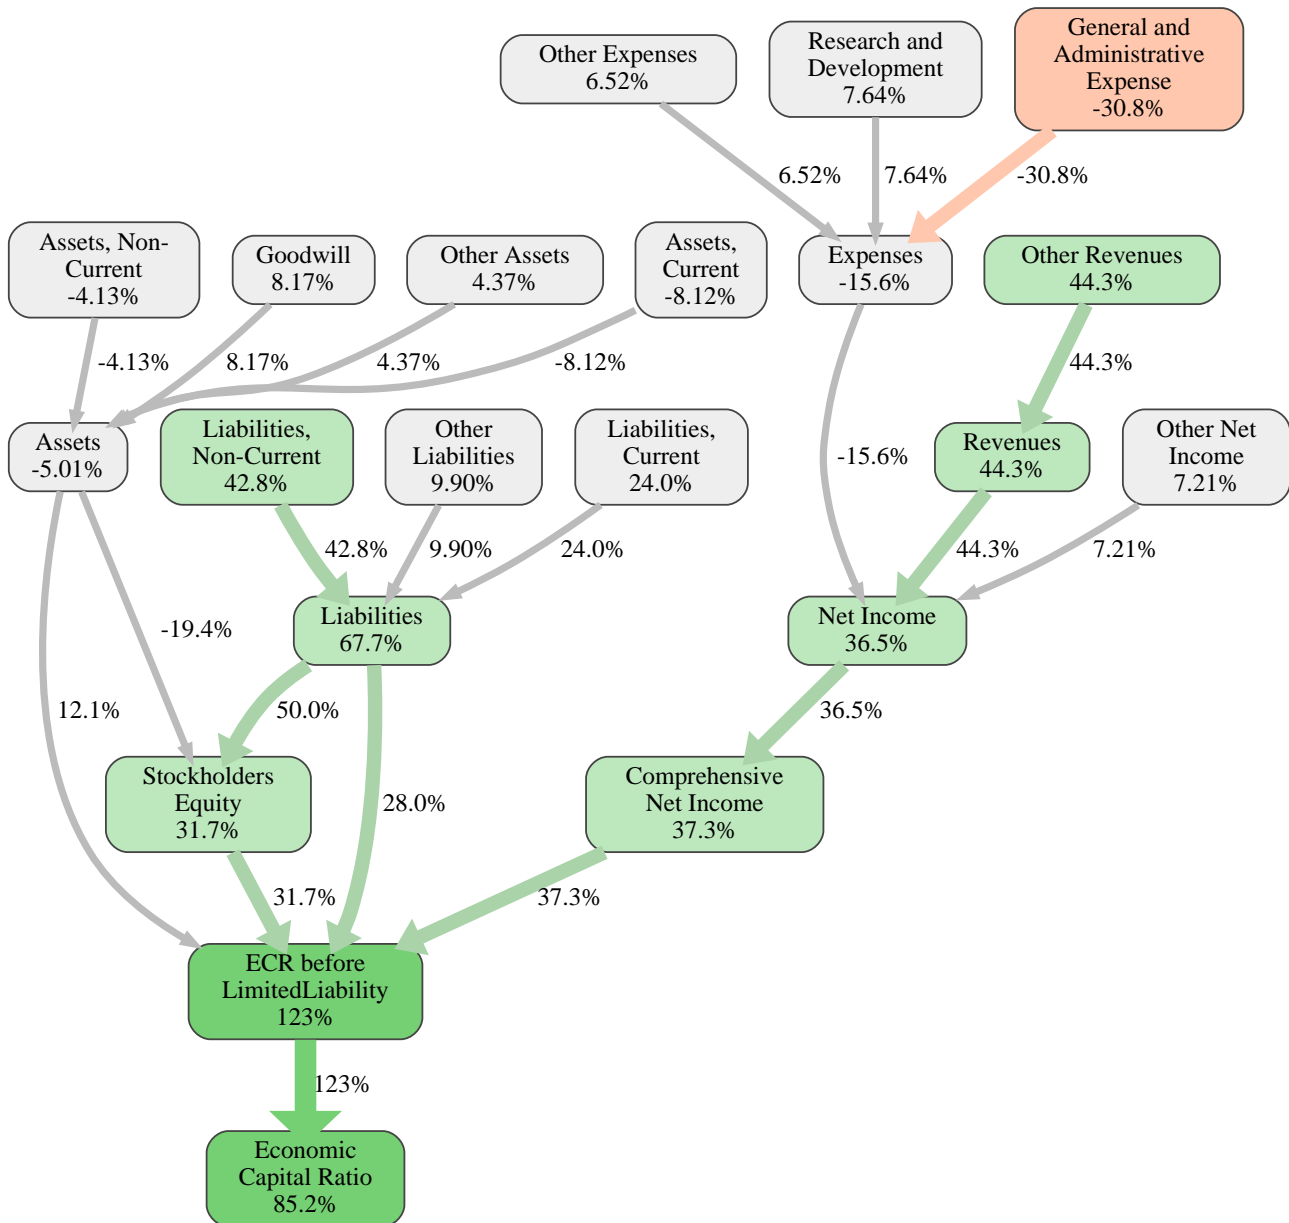 Other Expenses
6.52%
Research and
Development
7.64%
General and
Administrative
Expense
-30.8%
6.52%
7.64%
-30.8%
Assets, Non-
Current
-4.13%
Goodwill
8.17%
Other Assets
4.37%
Assets,
Current
-8.12%
Expenses
-15.6%
Other Revenues
44.3%
-4.13%
8.17%
4.37%
-8.12%
44.3%
Assets
-5.01%
Liabilities,
Non-Current
42.8%
Other
Liabilities
9.90%
Liabilities,
Current
24.0%
-15.6%
Revenues
44.3%
Other Net
Income
7.21%
42.8%
9.90%
24.0%
44.3%
7.21%
-19.4%
Liabilities
67.7%
Net Income
36.5%
12.1%
50.0%
36.5%
Stockholders
Equity
31.7%
28.0%
Comprehensive
Net Income
37.3%
31.7%
37.3%
ECR before
LimitedLiability
123%
123%
Economic
Capital Ratio
85.2%